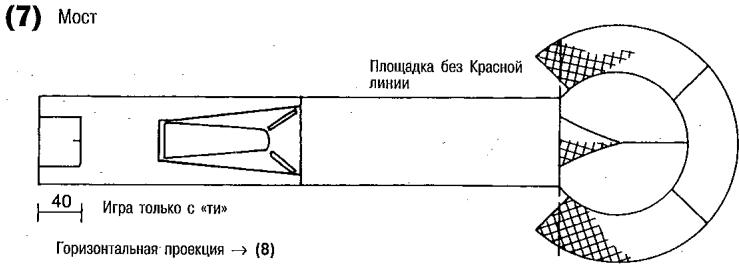 (7) Мост
Площадка без Красной
линии
40 Игра только с «ти»
Горизонтальная проекция → (8)